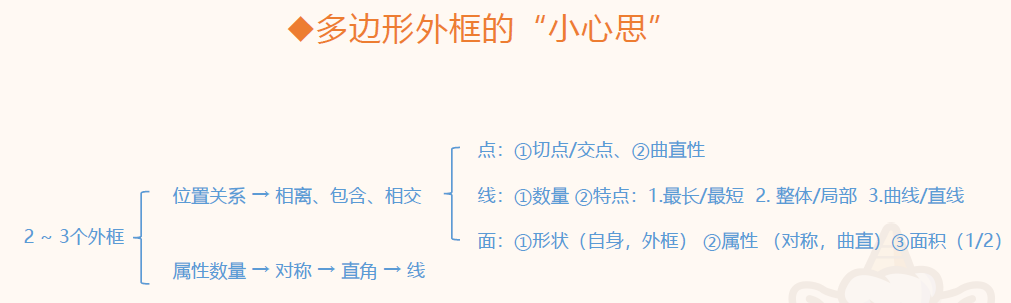 ◆多边形外框的“小心思”
点：①切点/交点、②曲直性
位置关系 → 相离、包含、相交
线：①数量 ②特点：1.最长/最短 2. 整体/局部 3.曲线/直线
2 ~ 3个外框
面：①形状（自身，外框） ②属性 （对称，曲直）③面积（1/2）
属性数量 → 对称 → 直角 → 线